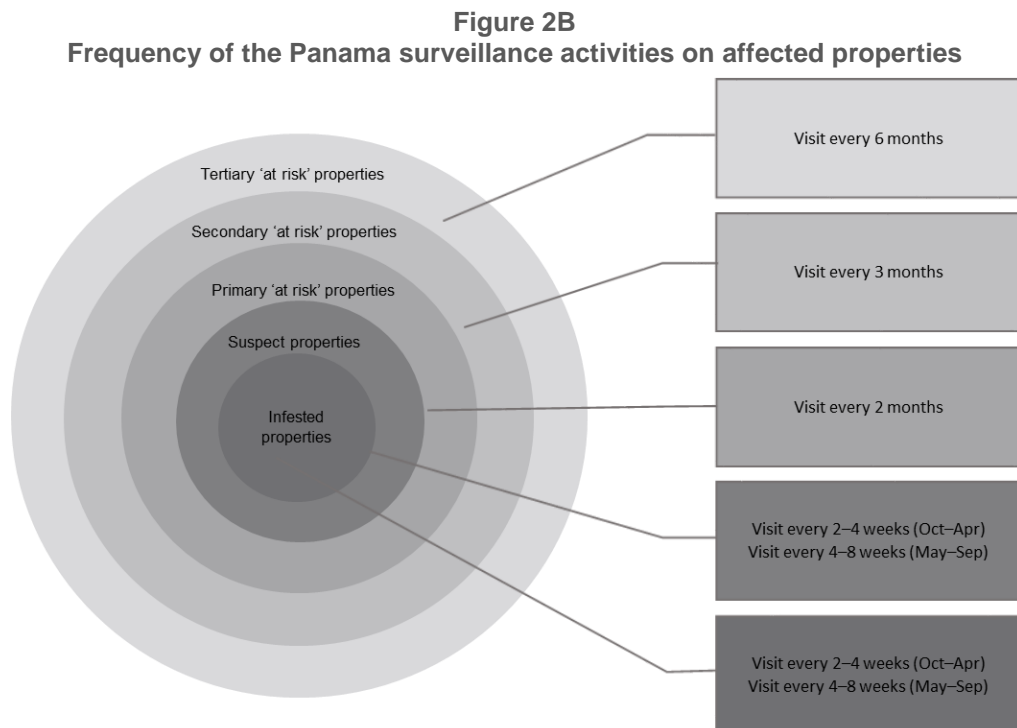 Figure 2B
Frequency of the Panama surveillance activities on affected properties
Tertiary ‘at risk’ properties
Secondary ‘at risk’ properties
Primary ‘at risk’ properties
Suspect properties
Infested
properties
Visit every 6 months
Visit every 3 months
Visit every 2 months
Visit every 2–4 weeks (Oct–Apr)
Visit every 4–8 weeks (May–Sep)
Visit every 2–4 weeks (Oct–Apr)
Visit every 4–8 weeks (May–Sep)